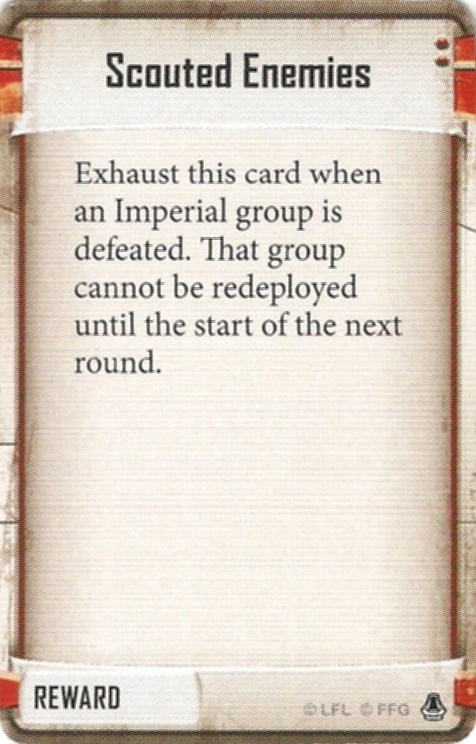 Scouted Enemies
Exhaust this card when
an Imperial group is
defeated. That group
cannot be redeployed
until the start of the next
round.
REWARD
© LFL © FFG